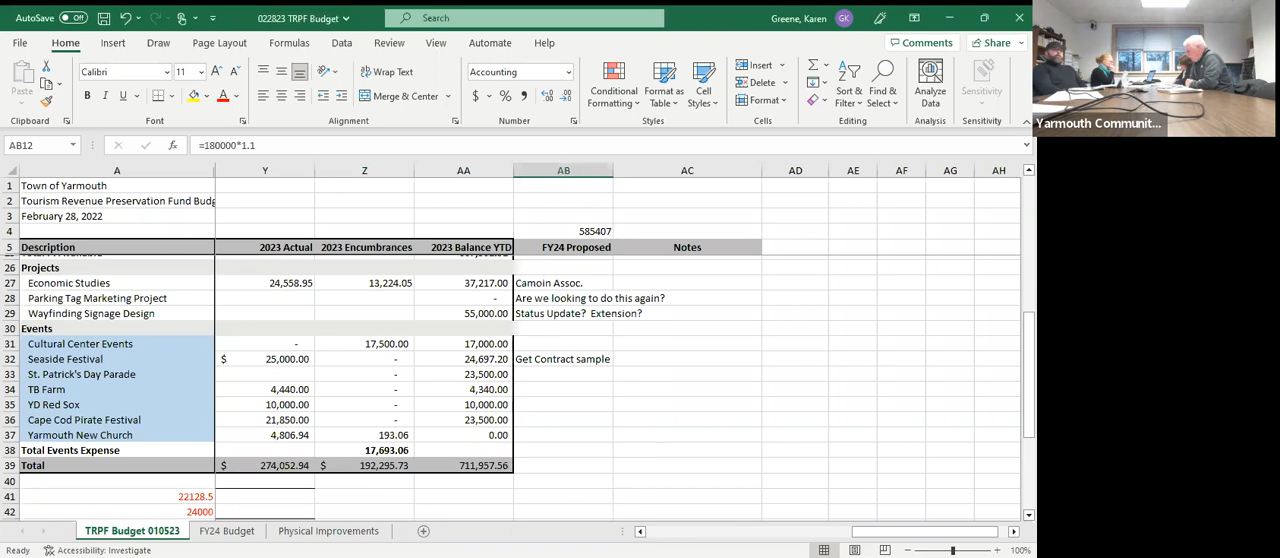 AutoSave Off 022823 TRPF Budget Search Greene, Karen GK
File Home Insert Draw Page Layout Formulas Data Review View Automate Help Comments Share
Paste Calibri 11 A A Wrap Text Accounting Conditional Formatting Format as Table Cell Styles Insert Delete Format Sort & Filter Find & Select Analyze Data Sensitivity
B I U A Merge & Center $ % ,
Clipboard Font Alignment Number Styles Cells Editing Analysis Sensitivity
AB12 fx =180000*1.1
A Y Z AA AB AC AD AE AF AG AH
1 Town of Yarmouth
2 Tourism Revenue Preservation Fund Budg
3 February 28, 2022
4 585407
5 Description 2023 Actual 2023 Encumbrances 2023 Balance YTD FY24 Proposed Notes
26 Projects
27 Economic Studies 24,558.95 13,224.05 37,217.00 Camoin Assoc.
28 Parking Tag Marketing Project - Are we looking to do this again?
29 Wayfinding Signage Design 55,000.00 Status Update? Extension?
30 Events
31 Cultural Center Events - 17,500.00 17,000.00
32 Seaside Festival $ 25,000.00 - 24,697.20 Get Contract sample
33 St. Patrick's Day Parade - 23,500.00
34 TB Farm 4,440.00 - 4,340.00
35 YD Red Sox 10,000.00 - 10,000.00
36 Cape Cod Pirate Festival 21,850.00 - 23,500.00
37 Yarmouth New Church 4,806.94 193.06 0.00
38 Total Events Expense 17,693.06
39 Total $ 274,052.94 $ 192,295.73 711,957.56
40
41 22128.5
42 24000
TRPF Budget 010523 FY24 Budget Physical Improvements
Ready Accessibility: Investigate 100%
Yarmouth Communit...